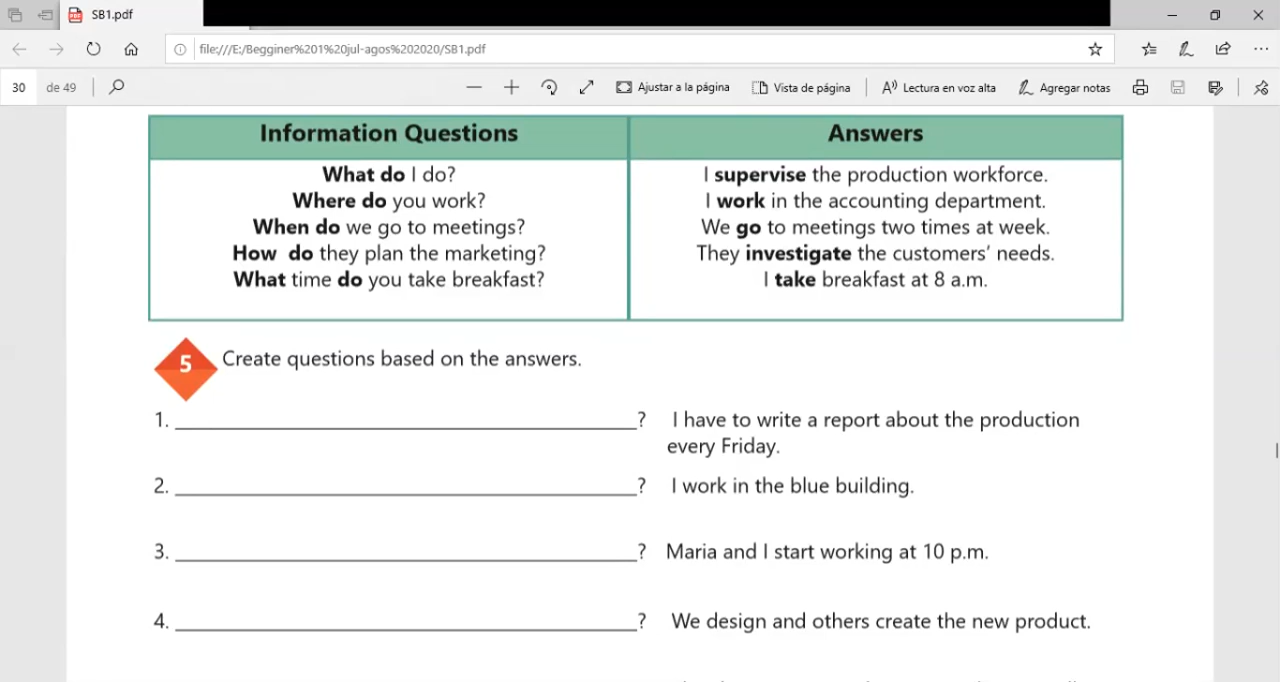 SB1.pdf
file:///E:/Begginer%201%20jul-agos%202020/SB1.pdf
30 de 49 Ajustar a la página Vista de página Lectura en voz alta Agregar notas
Information Questions Answers
What do I do? I supervise the production workforce.
Where do you work? I work in the accounting department.
When do we go to meetings? We go to meetings two times at week.
How do they plan the marketing? They investigate the customers' needs.
What time do you take breakfast? I take breakfast at 8 a.m.
5 Create questions based on the answers.
1. ____________________? I have to write a report about the production
every Friday.
2. ____________________? I work in the blue building.
3. ____________________? Maria and I start working at 10 p.m.
4. ____________________? We design and others create the new product.